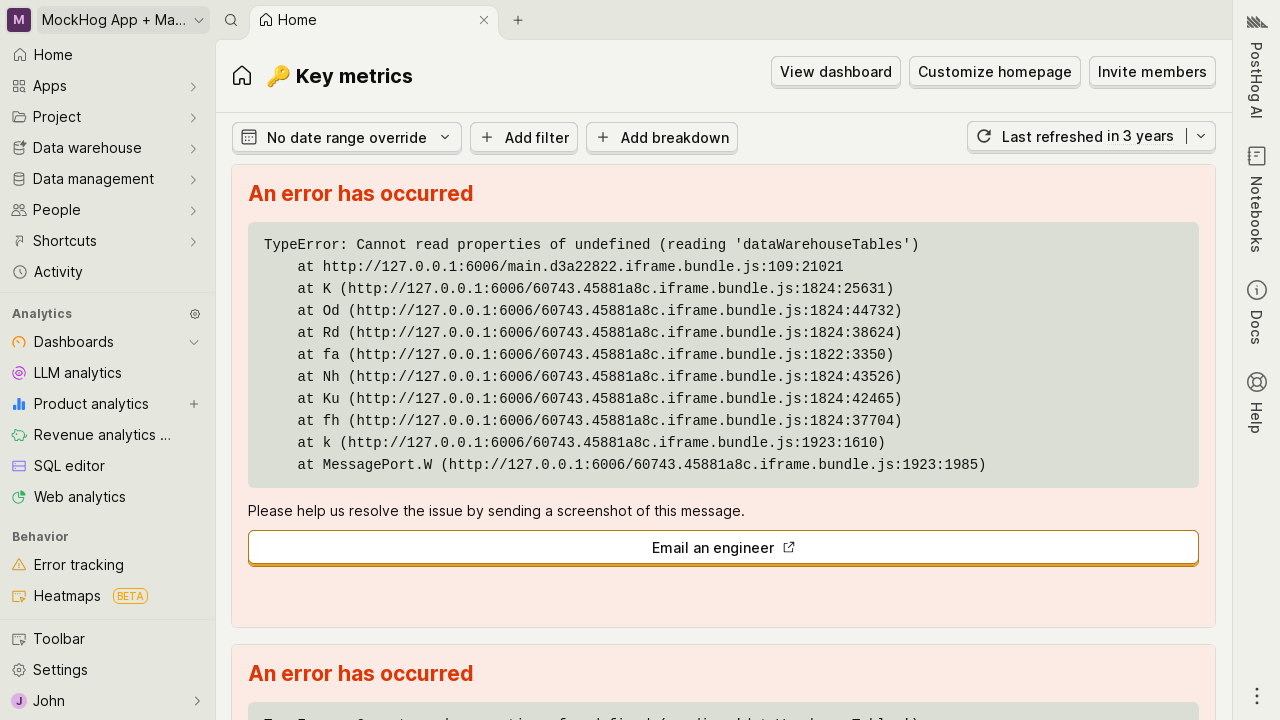 M
MockHog App + Ma...
Home
Home
Apps
Project
Data warehouse
Data management
People
Shortcuts
Activity
Analytics
Dashboards
LLM analytics
Product analytics
Revenue analytics ...
SQL editor
Web analytics
Behavior
Error tracking
Heatmaps BETA
Toolbar
Settings
J John
🔑 Key metrics
View dashboard
Customize homepage
Invite members
No date range override
Add filter
Add breakdown
Last refreshed in 3 years
An error has occurred
TypeError: Cannot read properties of undefined (reading 'dataWarehouseTables')
at http://127.0.0.1:6006/main.d3a22822.iframe.bundle.js:109:21021
at K (http://127.0.0.1:6006/60743.45881a8c.iframe.bundle.js:1824:25631)
at Od (http://127.0.0.1:6006/60743.45881a8c.iframe.bundle.js:1824:44732)
at Rd (http://127.0.0.1:6006/60743.45881a8c.iframe.bundle.js:1824:38624)
at fa (http://127.0.0.1:6006/60743.45881a8c.iframe.bundle.js:1822:3350)
at Nh (http://127.0.0.1:6006/60743.45881a8c.iframe.bundle.js:1824:43526)
at Ku (http://127.0.0.1:6006/60743.45881a8c.iframe.bundle.js:1824:42465)
at fh (http://127.0.0.1:6006/60743.45881a8c.iframe.bundle.js:1824:37704)
at k (http://127.0.0.1:6006/60743.45881a8c.iframe.bundle.js:1923:1610)
at MessagePort.W (http://127.0.0.1:6006/60743.45881a8c.iframe.bundle.js:1923:1985)
Please help us resolve the issue by sending a screenshot of this message.
Email an engineer
An error has occurred
PostHog AI
Notebooks
Docs
Help